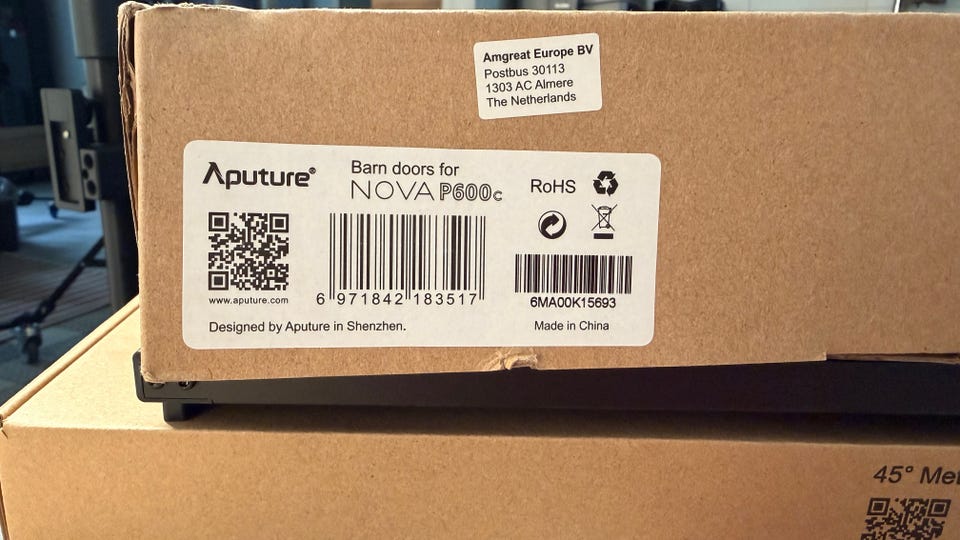 Amgreat Europe BV
Postbus 30113
1303 AC Almere
The Netherlands
Aputure®
Barn doors for
NOVA P600c
RoHS
www.aputure.com
6 971842 183517
6MA00K15693
Designed by Aputure in Shenzhen.
Made in China
45°